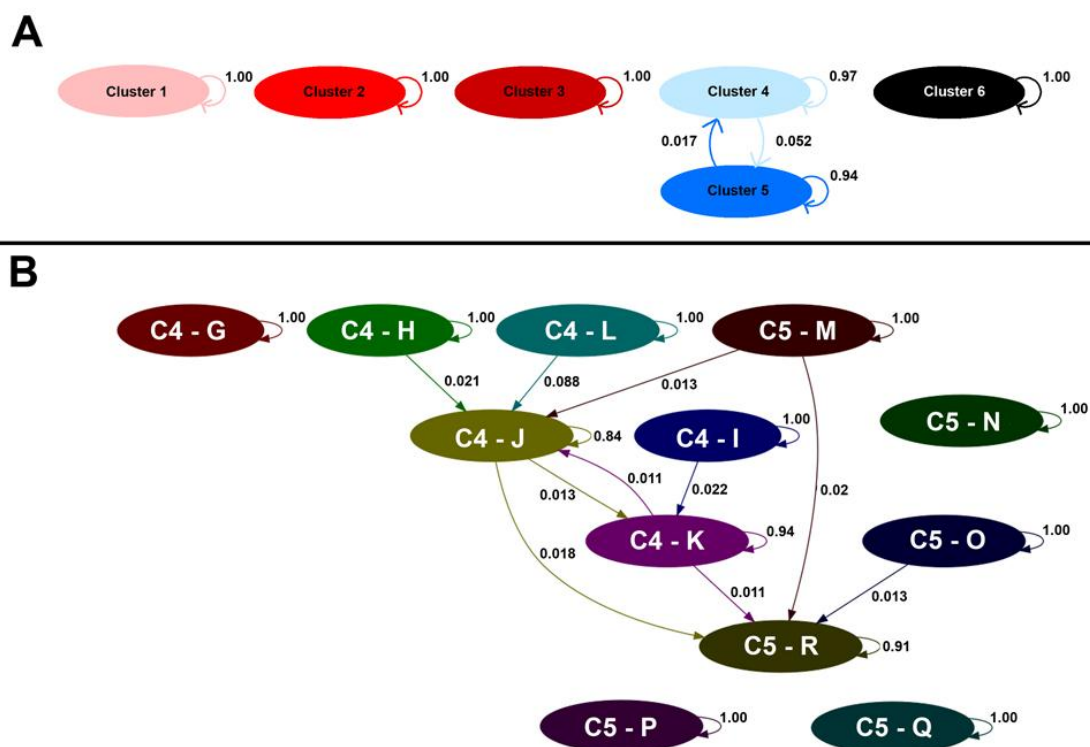 A
Cluster 1
1.00
Cluster 2
1.00
Cluster 3
1.00
Cluster 4
0.97
Cluster 6
1.00
0.017
0.052
Cluster 5
0.94
B
C4 - G
1.00
C4 - H
1.00
C4 - L
1.00
C5 - M
1.00
0.021
0.088
0.013
C4 - J
0.84
C4 - I
1.00
C5 - N
1.00
0.011
0.022
0.013
0.02
C4 - K
0.94
C5 - O
1.00
0.018
0.011
0.013
C5 - R
0.91
C5 - P
1.00
C5 - Q
1.00